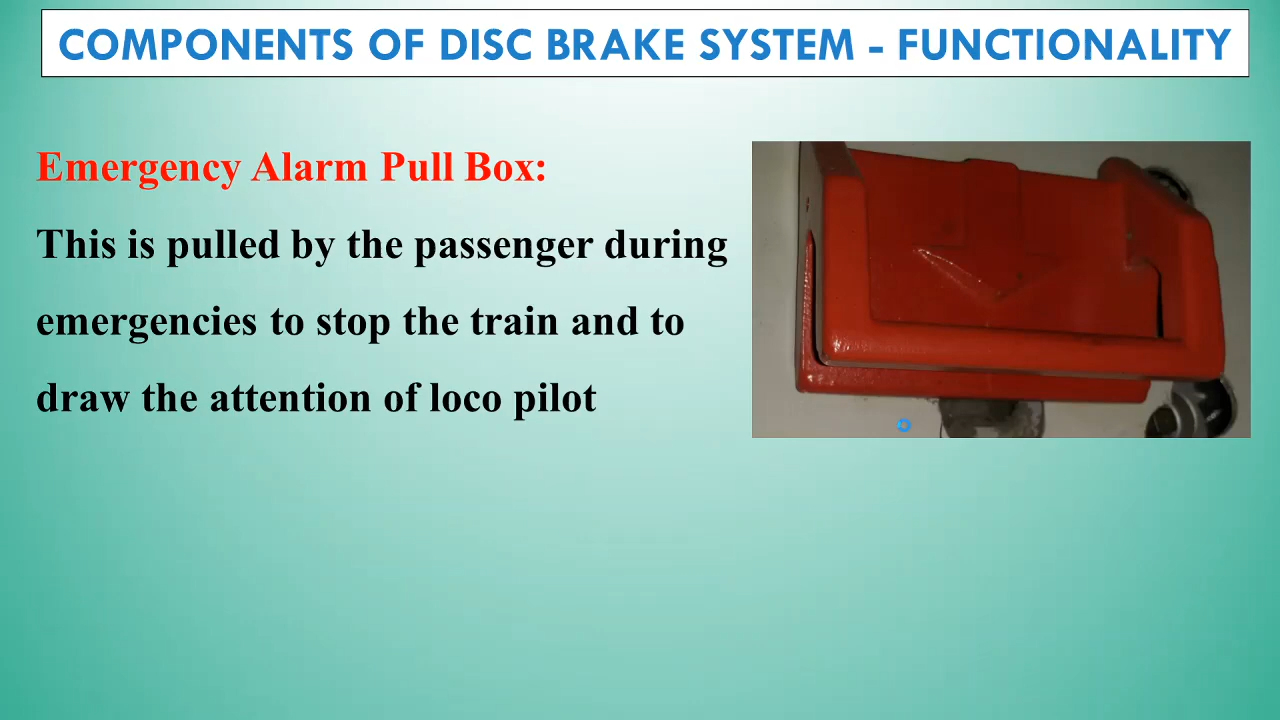 COMPONENTS OF DISC BRAKE SYSTEM - FUNCTIONALITY
Emergency Alarm Pull Box:
This is pulled by the passenger during
emergencies to stop the train and to
draw the attention of loco pilot